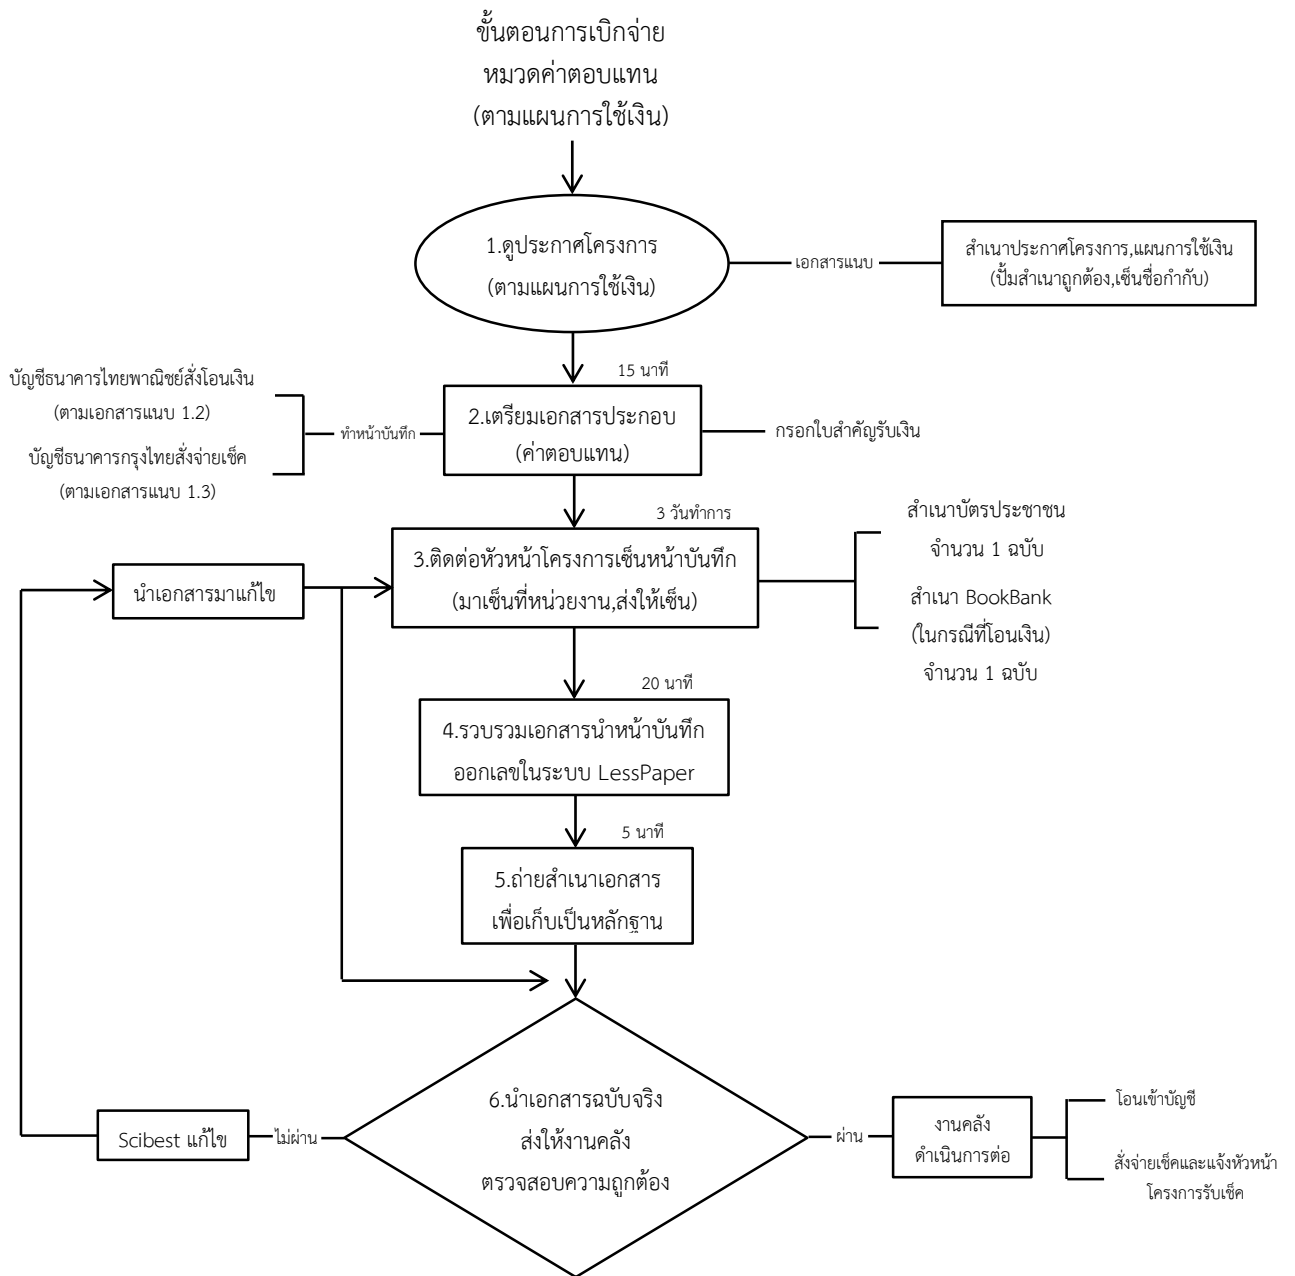 ขั้นตอนการเบิกจ่าย
หมวดค่าตอบแทน
(ตามแผนการใช้เงิน)
1.ดูประกาศโครงการ
(ตามแผนการใช้เงิน)
เอกสารแนบ
สำเนาประกาศโครงการ,แผนการใช้เงิน
(ปั้มสำเนาถูกต้อง,เซ็นชื่อกำกับ)
15 นาที
บัญชีธนาคารไทยพาณิชย์สั่งโอนเงิน
(ตามเอกสารแนบ 1.2)
บัญชีธนาคารกรุงไทยสั่งจ่ายเช็ค
(ตามเอกสารแนบ 1.3)
ทำหน้าบันทึก
2.เตรียมเอกสารประกอบ
(ค่าตอบแทน)
กรอกใบสำคัญรับเงิน
3 วันทำการ
นำเอกสารมาแก้ไข
3.ติดต่อหัวหน้าโครงการเซ็นหน้าบันทึก
(มาเซ็นที่หน่วยงาน,ส่งให้เซ็น)
สำเนาบัตรประชาชน
จำนวน 1 ฉบับ
สำเนา BookBank
(ในกรณีที่โอนเงิน)
จำนวน 1 ฉบับ
20 นาที
4.รวบรวมเอกสารนำหน้าบันทึก
ออกเลขในระบบ LessPaper
5 นาที
5.ถ่ายสำเนาเอกสาร
เพื่อเก็บเป็นหลักฐาน
6.นำเอกสารฉบับจริง
ส่งให้งานคลัง
ตรวจสอบความถูกต้อง
Scibest แก้ไข
ไม่ผ่าน
ผ่าน
งานคลัง
ดำเนินการต่อ
โอนเข้าบัญชี
สั่งจ่ายเช็คและแจ้งหัวหน้า
โครงการรับเช็ค